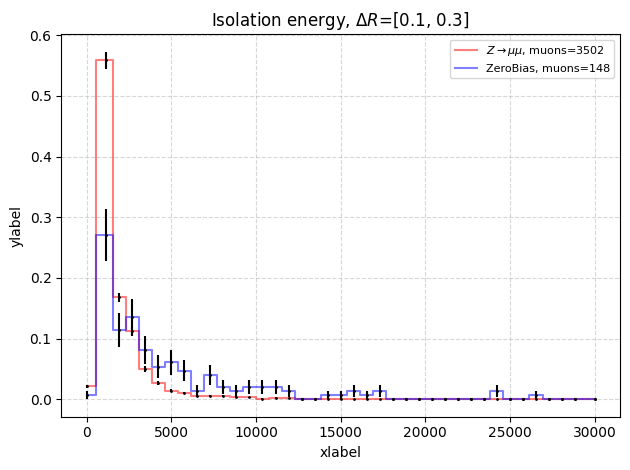 Isolation energy, ΔR=[0.1, 0.3]
Z→μμ, muons=3502
ZeroBias, muons=148
ylabel
0.6
0.5
0.4
0.3
0.2
0.1
0.0
0
5000
10000
15000
20000
25000
30000
xlabel